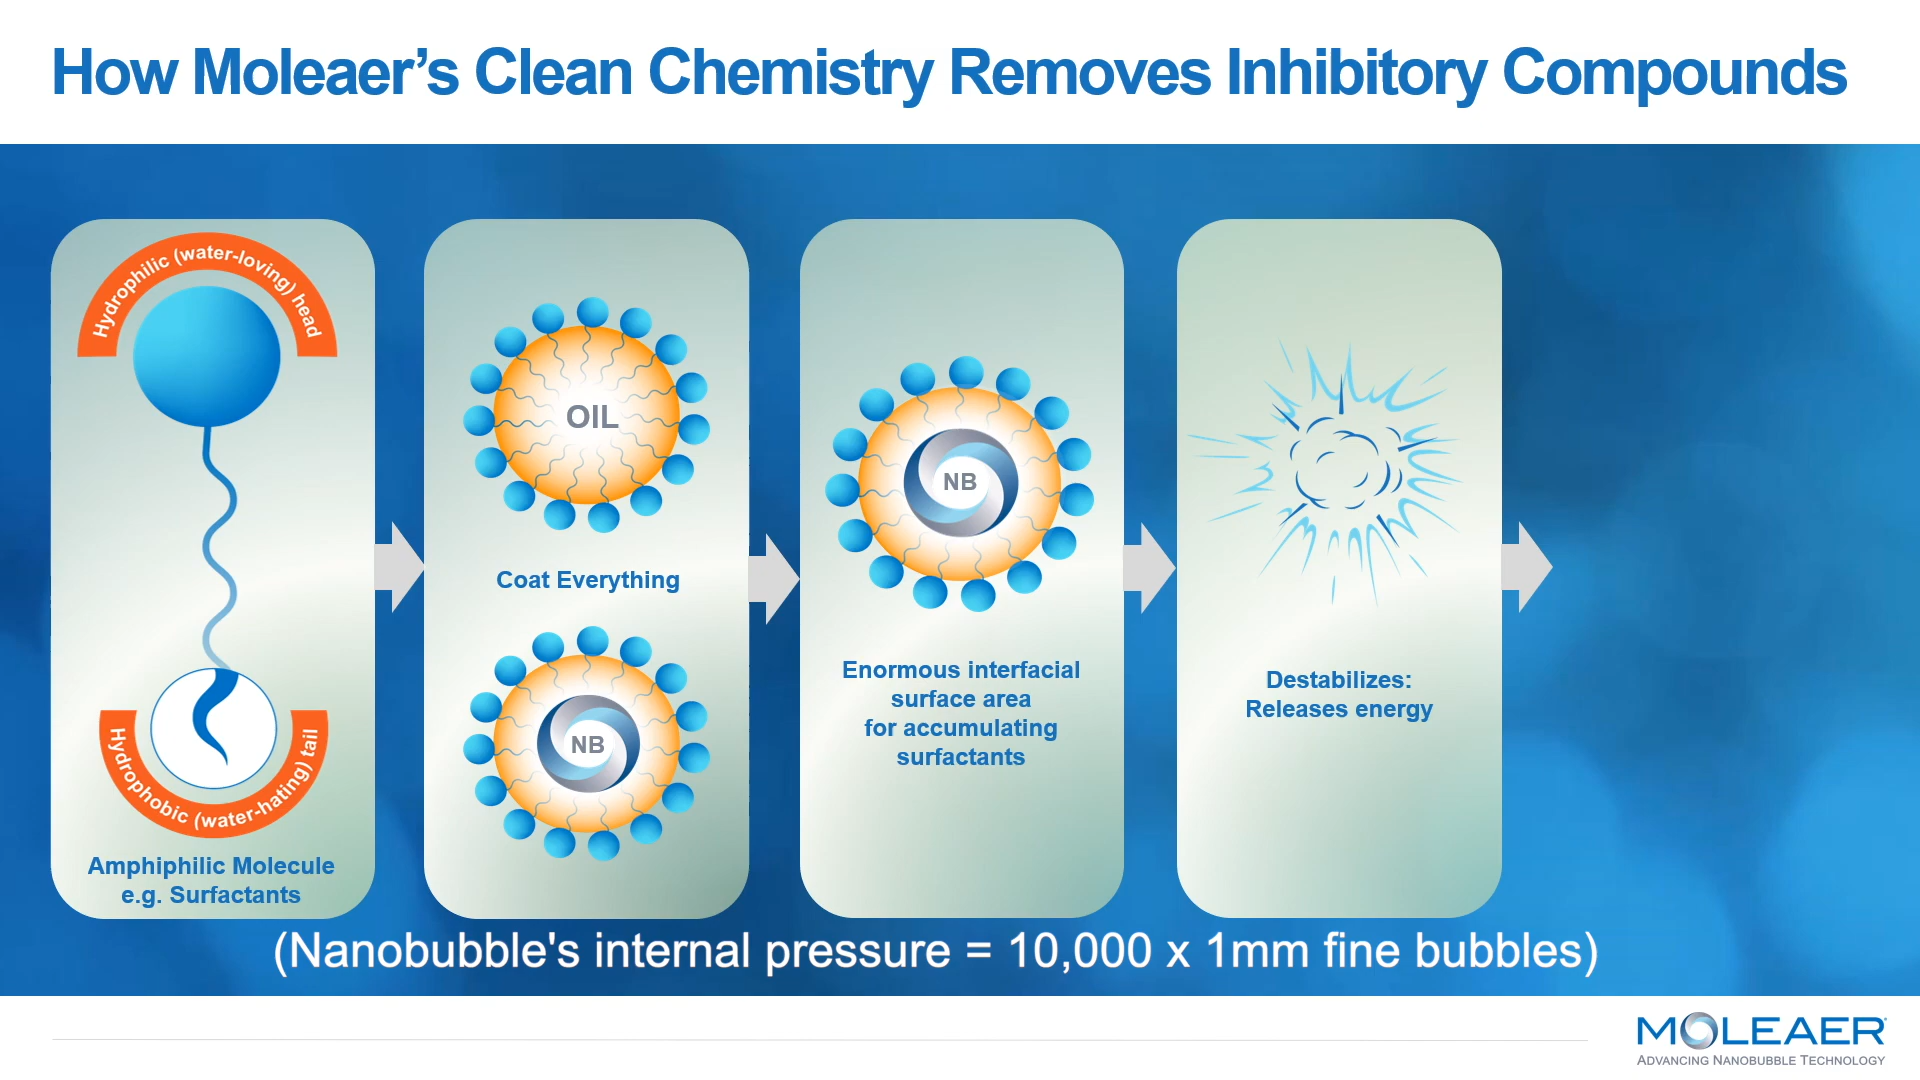 How Moleaer’s Clean Chemistry Removes Inhibitory Compounds
Hydrophilic (water-loving) head
Hydrophobic (water-hating) tail
Amphiphilic Molecule
e.g. Surfactants
OIL
Coat Everything
NB
NB
Enormous interfacial
surface area
for accumulating
surfactants
Destabilizes:
Releases energy
(Nanobubble's internal pressure = 10,000 x 1mm fine bubbles)
MOLEAER
ADVANCING NANOBUBBLE TECHNOLOGY